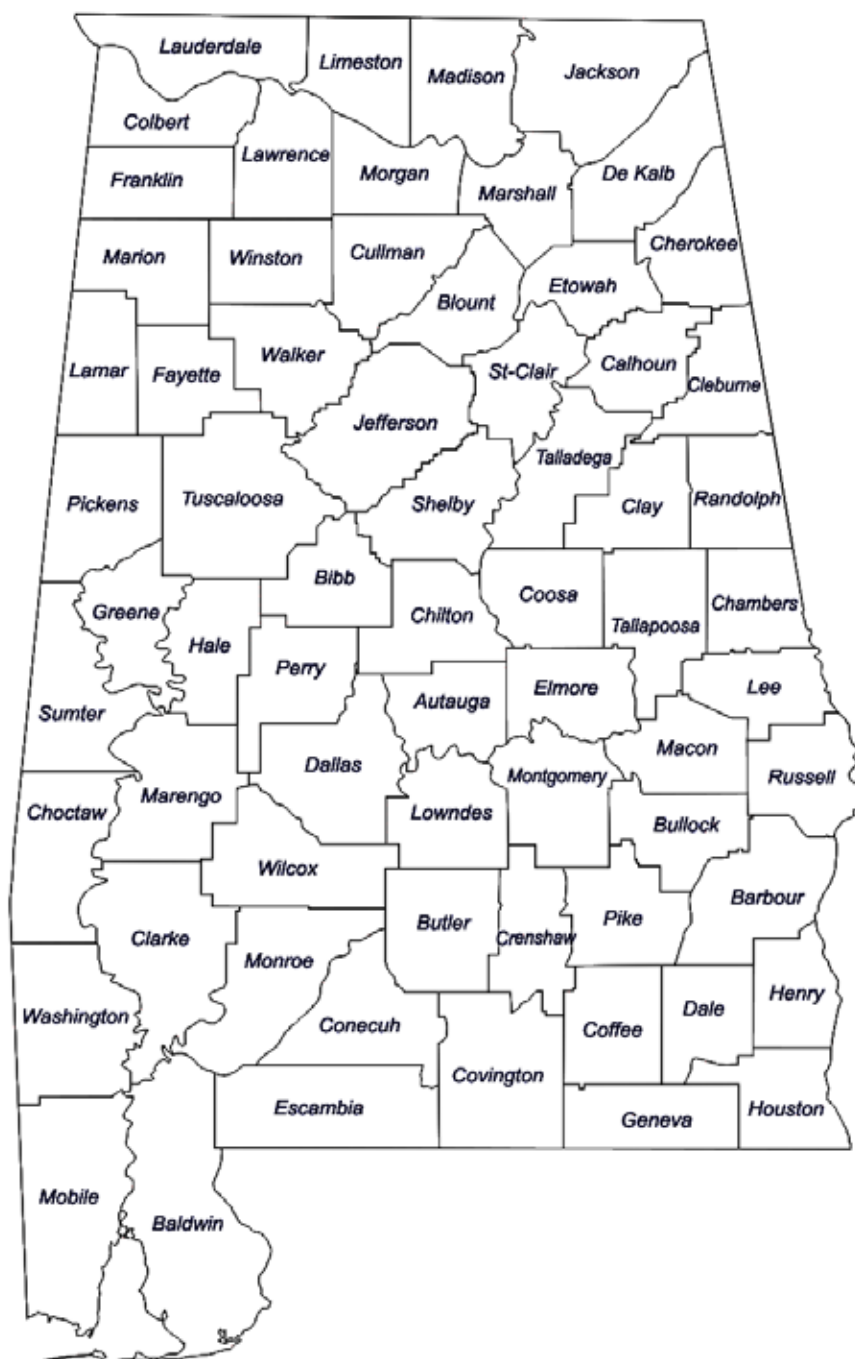 Lauderdale
Limeston
Madison
Jackson
Colbert
Lawrence
Morgan
Franklin
Marshall
De Kalb
Cherokee
Marion
Winston
Cullman
Blount
Etowah
Lamar
Fayette
Walker
St-Clair
Calhoun
Cleburne
Jefferson
Talladega
Pickens
Tuscaloosa
Shelby
Clay
Randolph
Bibb
Greene
Hale
Chilton
Coosa
Tallapoosa
Chambers
Perry
Autauga
Elmore
Lee
Sumter
Dallas
Macon
Montgomery
Russell
Choctaw
Marengo
Lowndes
Bullock
Wilcox
Barbour
Clarke
Butler
Crenshaw
Pike
Monroe
Washington
Conecuh
Coffee
Dale
Henry
Covington
Escambia
Geneva
Houston
Mobile
Baldwin